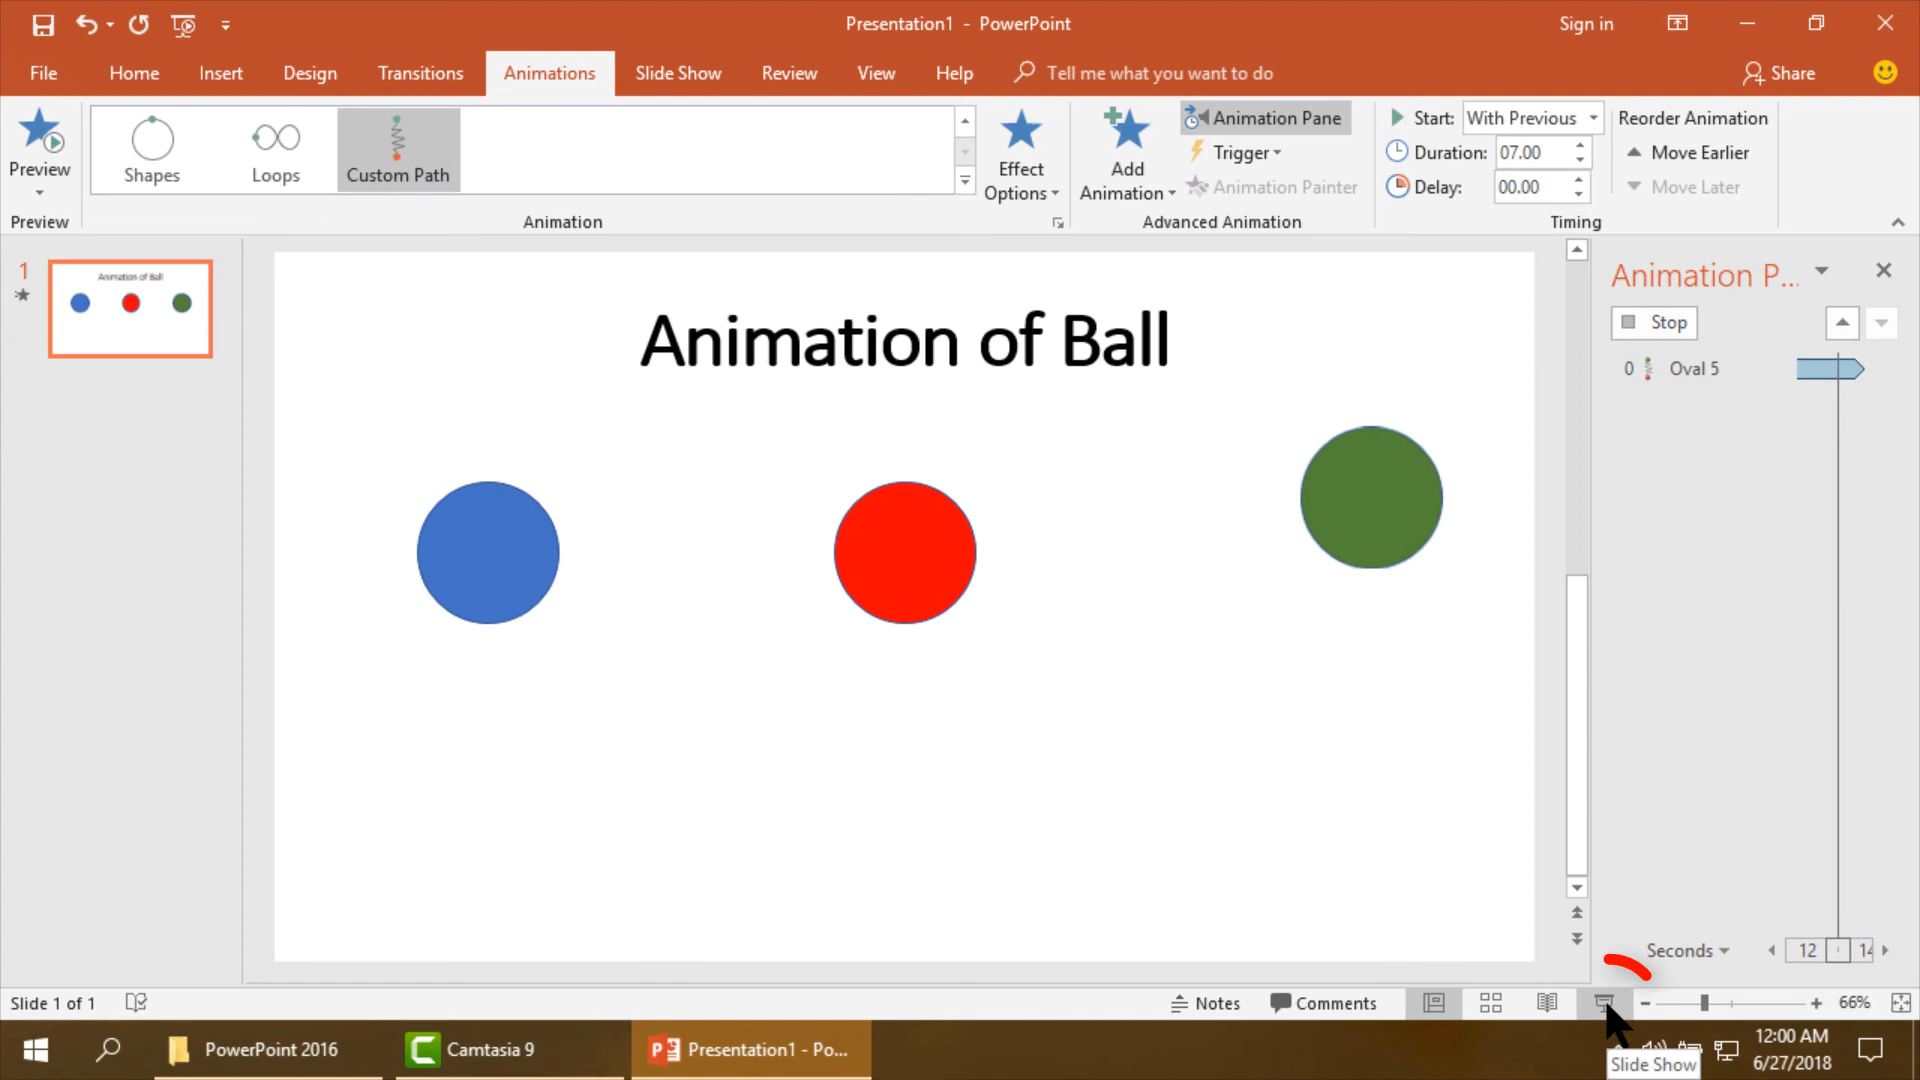 Presentation1 - PowerPoint
Sign in
File Home Insert Design Transitions Animations Slide Show Review View Help Tell me what you want to do Share
Preview
Shapes Loops Custom Path
Effect Options
Add Animation
Animation Pane
Trigger
Animation Painter
Start: With Previous
Duration: 07.00
Delay: 00.00
Reorder Animation
Move Earlier
Move Later
Preview Animation Advanced Animation Timing
1
Animation of Ball
Animation of Ball
Animation P...
Stop
0 Oval 5
Seconds 12 14
Slide 1 of 1 Notes Comments 66%
PowerPoint 2016 Camtasia 9 Presentation1 - Po...
12:00 AM
6/27/2018
Slide Show